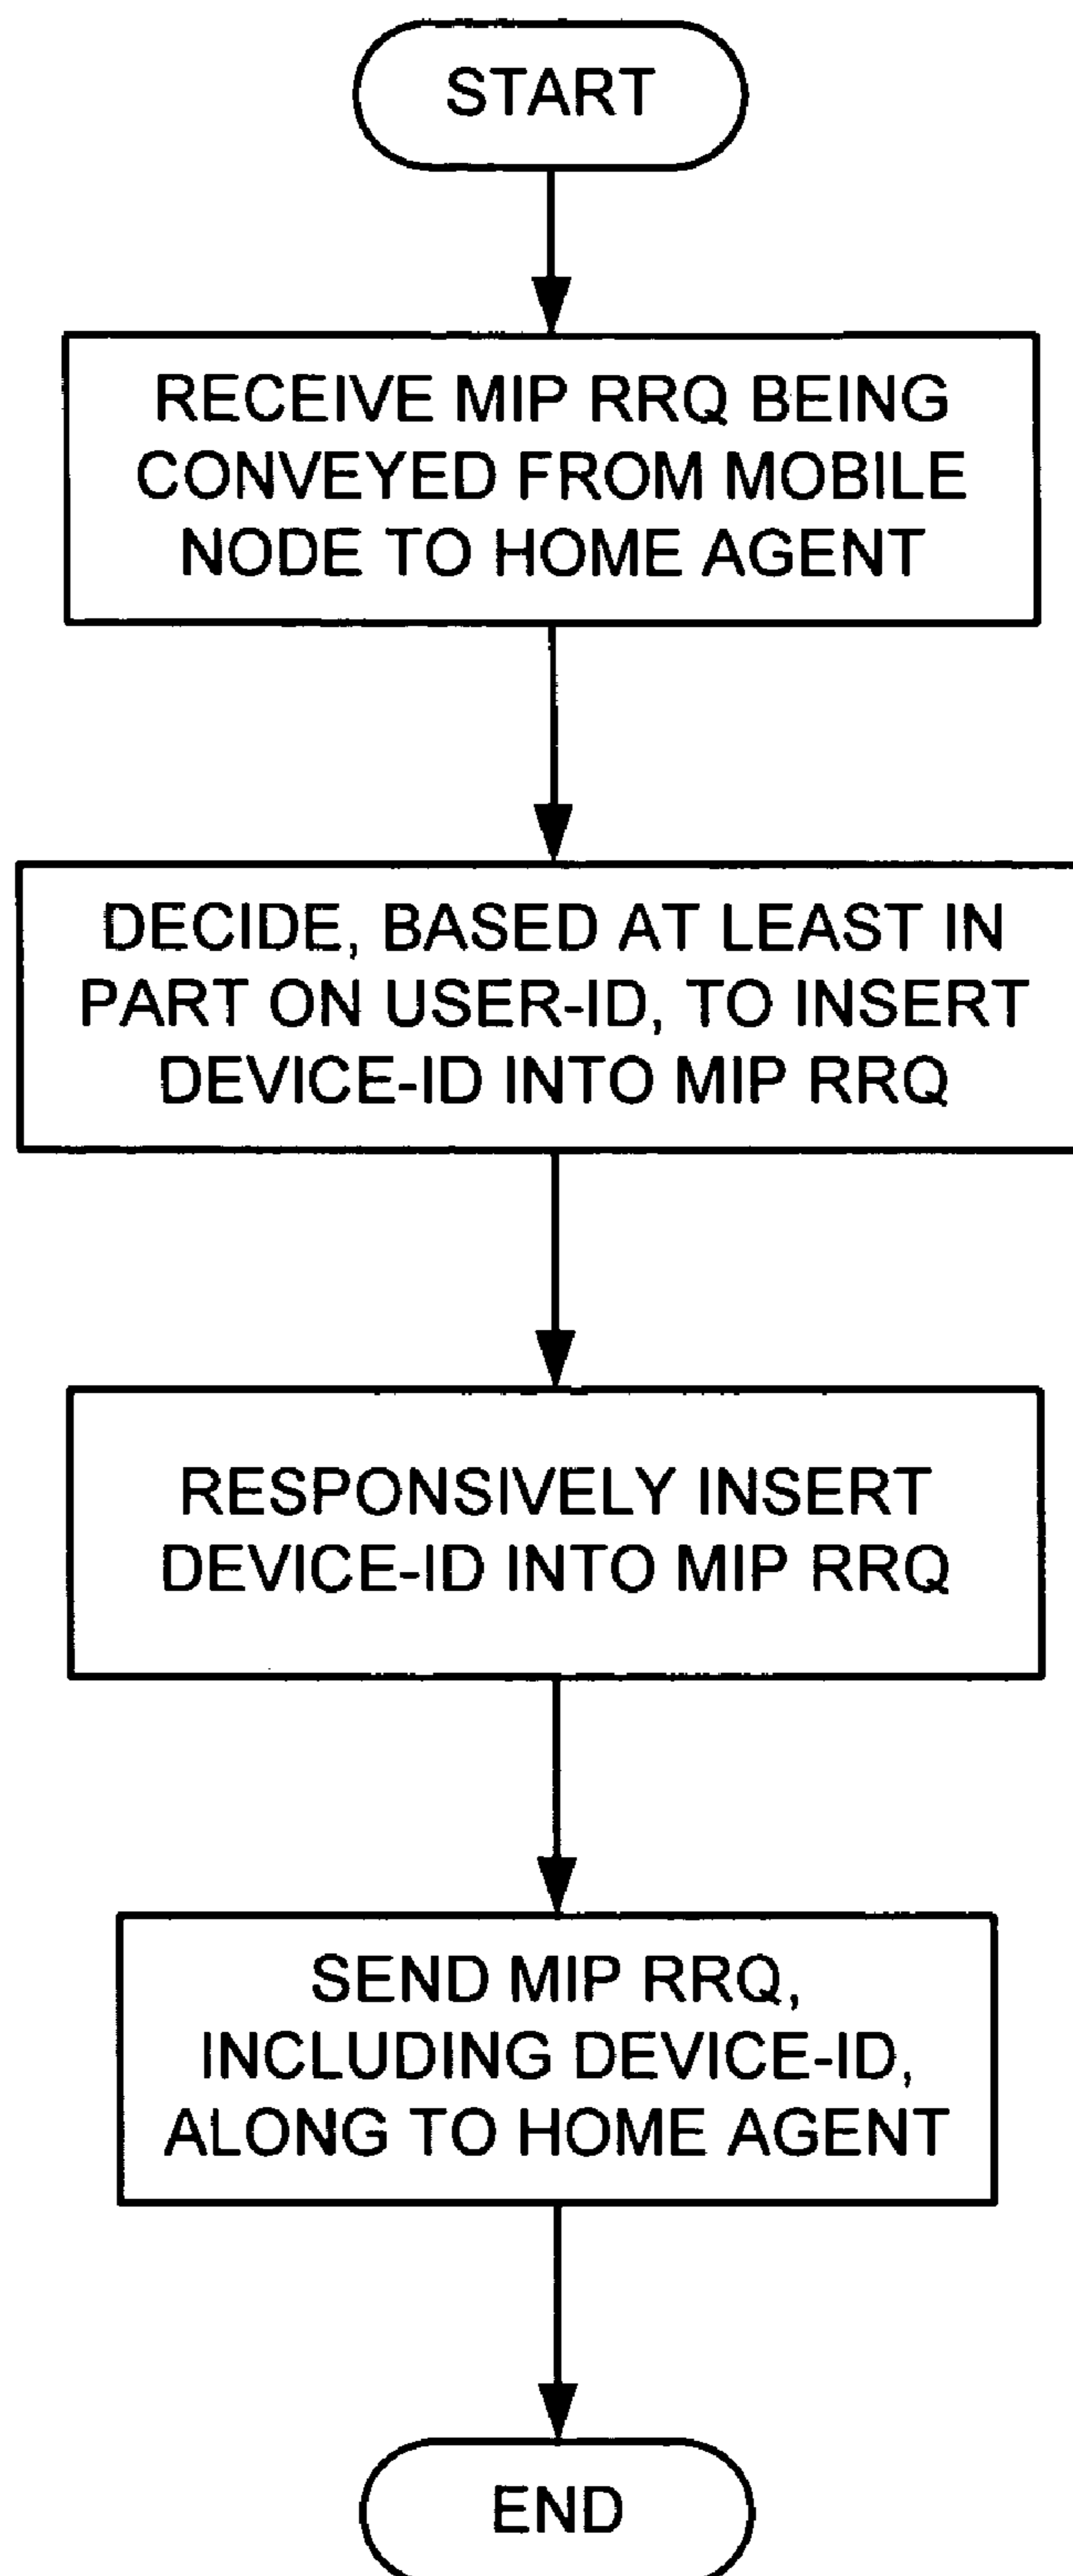 START
RECEIVE MIP RRQ BEING
CONVEYED FROM MOBILE
NODE TO HOME AGENT
DECIDE, BASED AT LEAST IN
PART ON USER-ID, TO INSERT
DEVICE-ID INTO MIP RRQ
RESPONSIVELY INSERT
DEVICE-ID INTO MIP RRQ
SEND MIP RRQ,
INCLUDING DEVICE-ID,
ALONG TO HOME AGENT
END